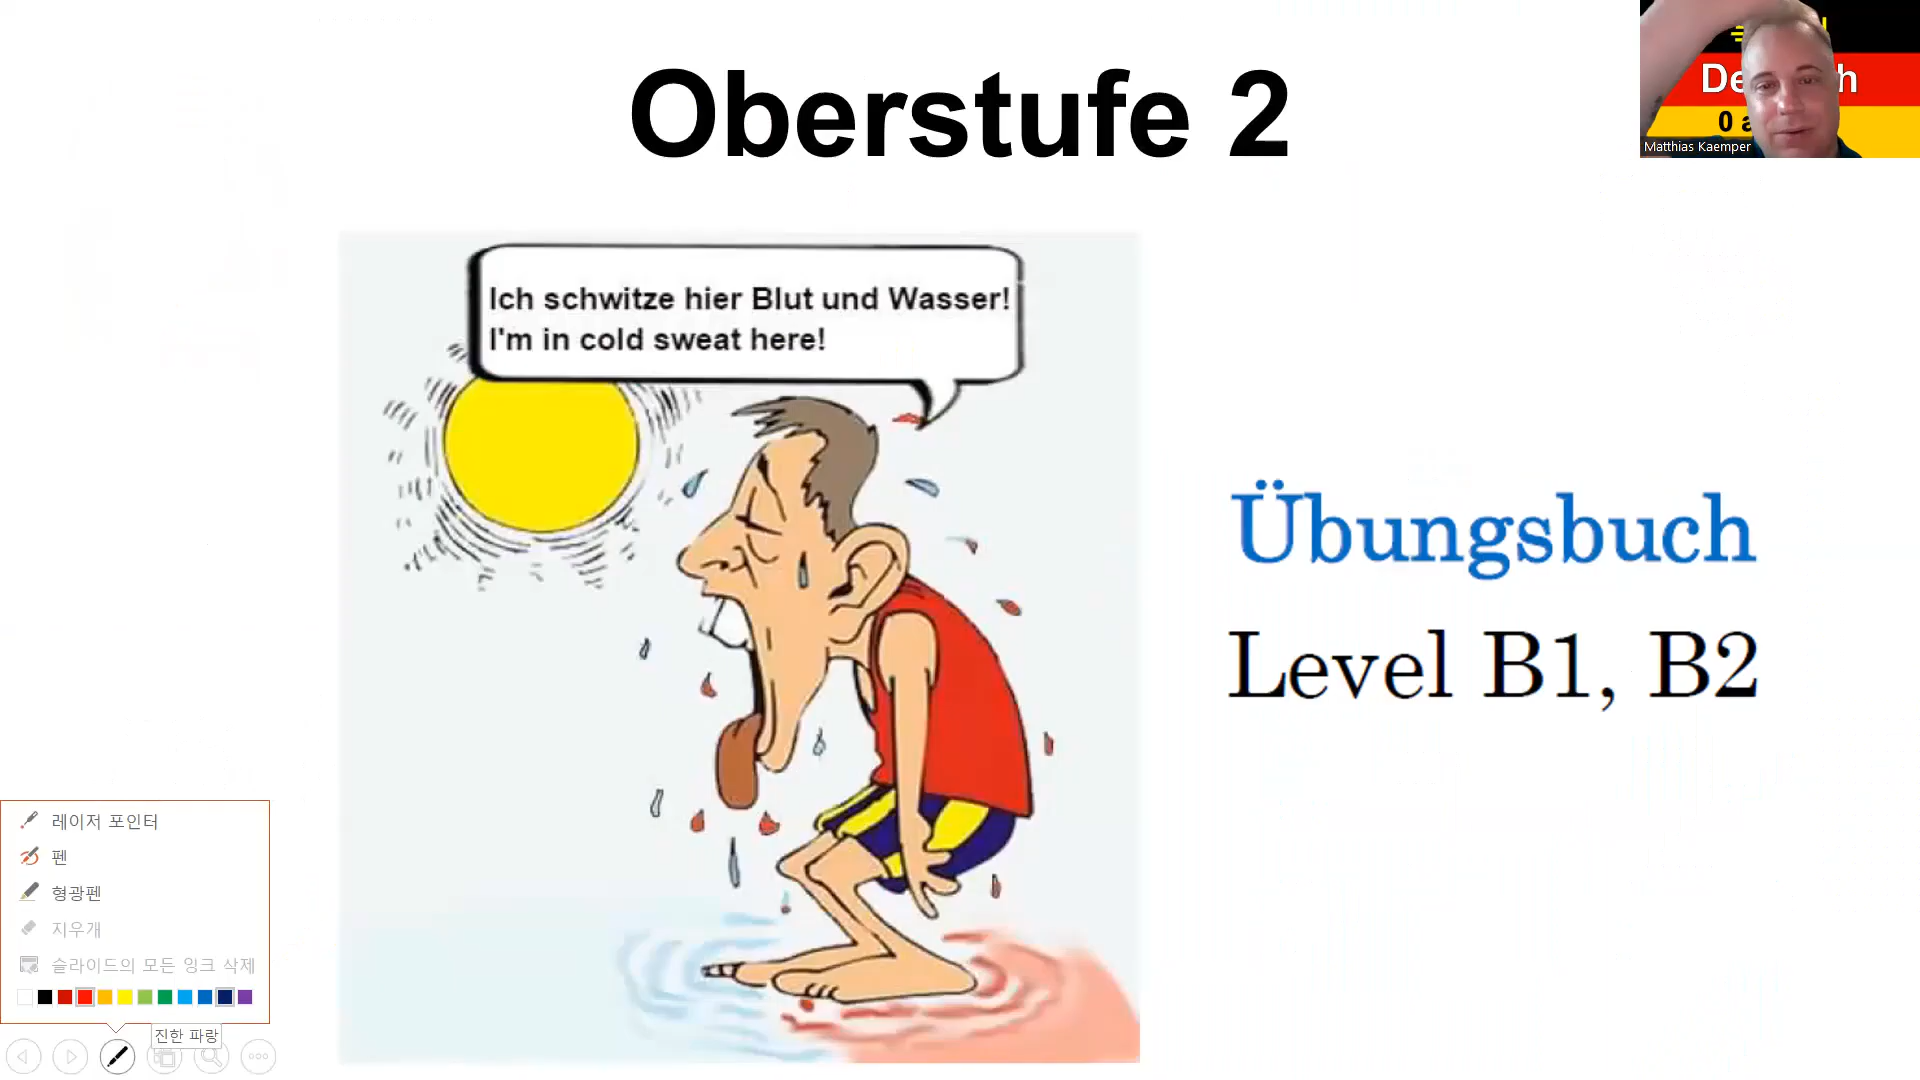 Oberstufe 2
Matthias Kaemper
Ich schwitze hier Blut und Wasser!
I'm in cold sweat here!
Übungsbuch
Level B1, B2
레이저 포인터
펜
형광펜
지우개
슬라이드의 모든 잉크 삭제
진한 파랑